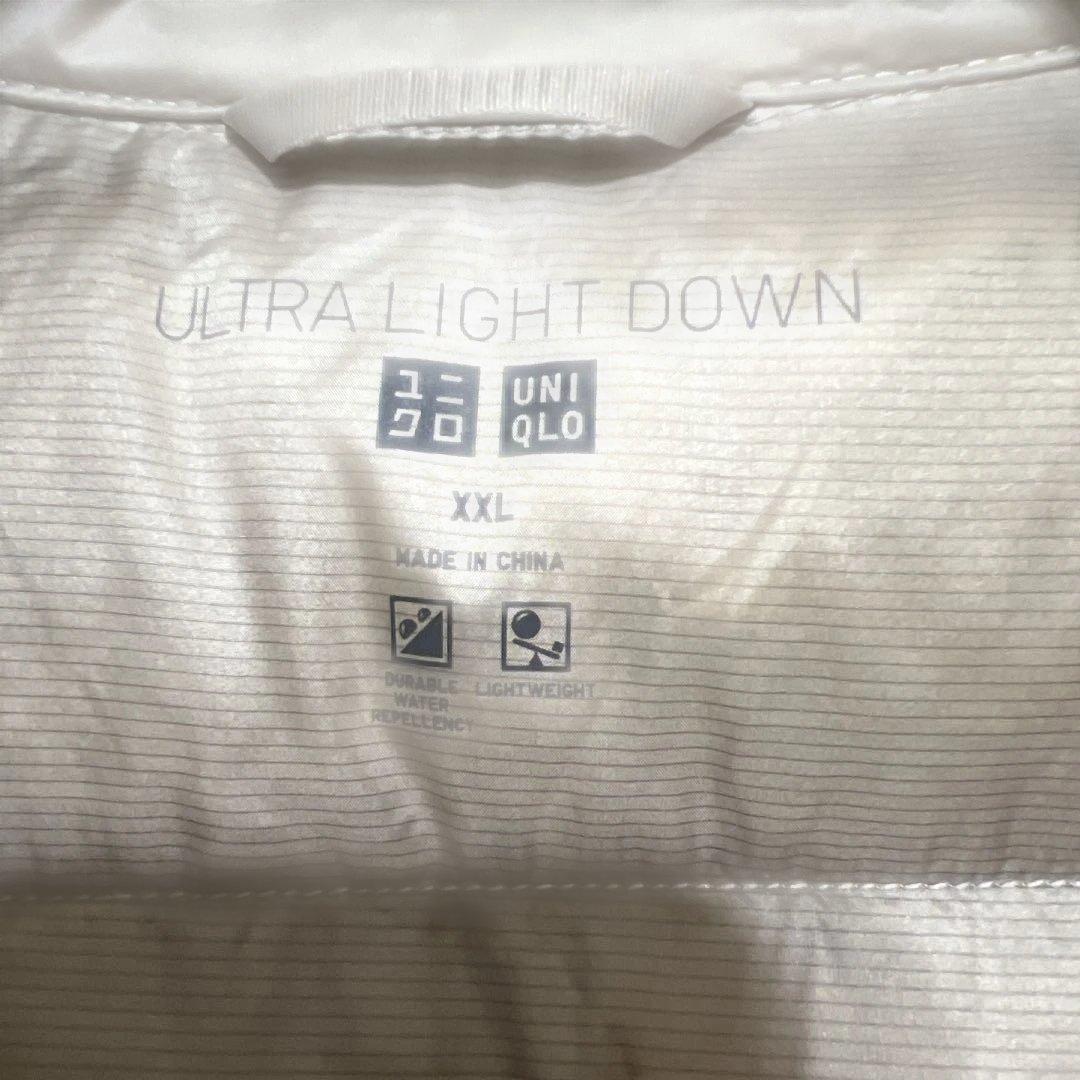 ULTRA LIGHT DOWN
ユニ UNI
クロ QLO
XXL
MADE IN CHINA
DURABLE LIGHTWEIGHT
WATER
REPELLENCY